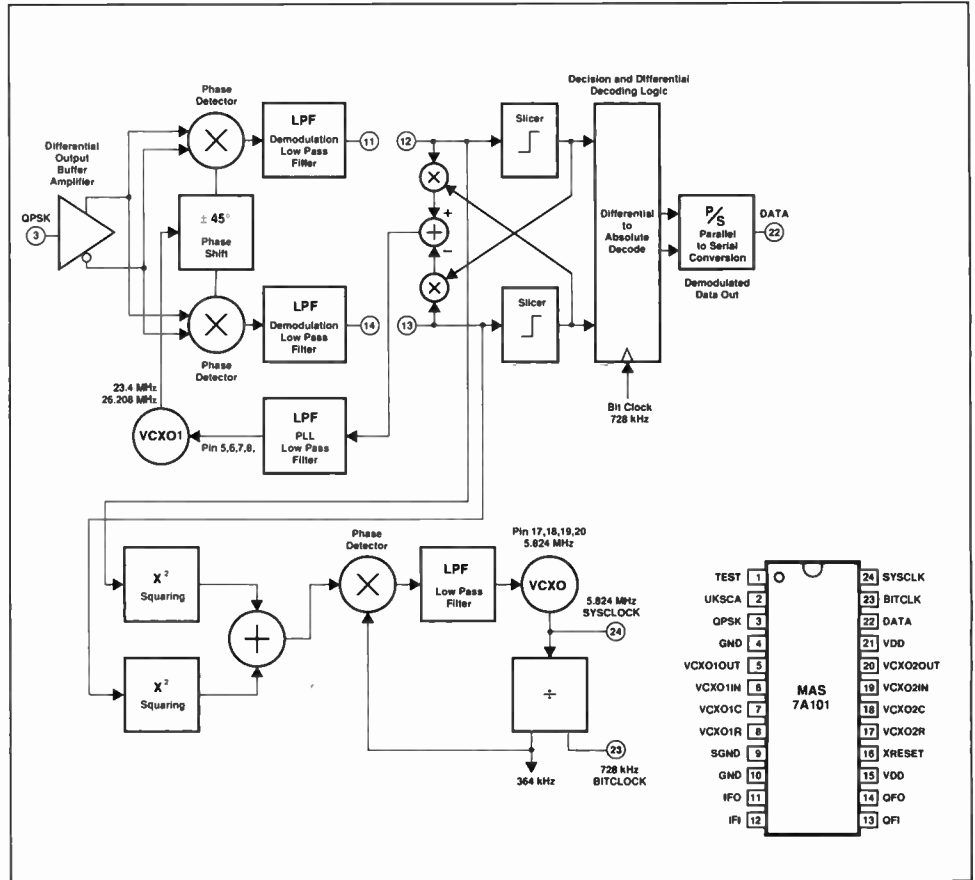 Phase
Detector
LPF
Demodulation
Low Pass
Filter
11
Differential
Output
Buffer
Amplifier
QPSK
3
± 45°
Phase
Shift
LPF
Demodulation
Low Pass
Filter
14
Phase
Detector
23.4 MHz
26.208 MHz
VCXO1
Pin 5,6,7,8,
LPF
PLL
Low Pass
Filter
Decision and Differential
Decoding Logic
12
Slicer
×
+
+
−
×
13
Slicer
Differential
to
Absolute
Decode
P/S
Parallel
to Serial
Conversion
DATA
22
Demodulated
Data Out
Bit Clock
728 kHz
X²
Squaring
X²
Squaring
+
Phase
Detector
×
LPF
Low Pass
Filter
Pin 17,18,19,20
5.824 MHz
VCXO
5.824 MHz
SYSCLOCK
24
÷
23
728 kHz
BITCLOCK
364 kHz
TEST 1
UKSCA 2
QPSK 3
GND 4
VCXO1OUT 5
VCXO1IN 6
VCXO1C 7
VCXO1R 8
SGND 9
GND 10
IFO 11
IFI 12
MAS
7A101
24 SYSCLK
23 BITCLK
22 DATA
21 VDD
20 VCXO2OUT
19 VCXO2IN
18 VCXO2C
17 VCXO2R
16 XRESET
15 VDD
14 QFO
13 QFI